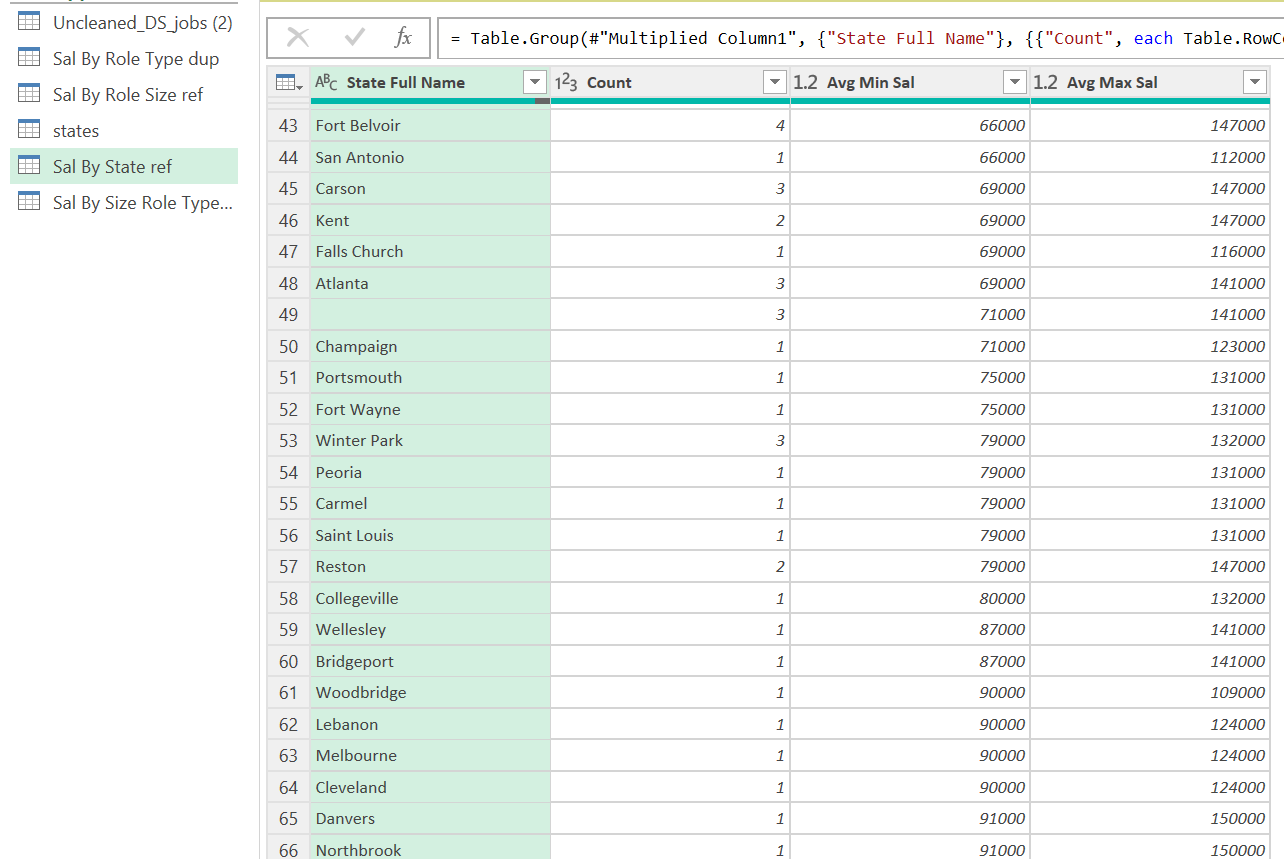 Uncleaned_DS_jobs (2)
Sal By Role Type dup
Sal By Role Size ref
states
Sal By State ref
Sal By Size Role Type...
fx
= Table.Group(#"Multiplied Column1", {"State Full Name"}, {{"Count", each Table.RowC
ABC State Full Name 123 Count 1.2 Avg Min Sal 1.2 Avg Max Sal
43 Fort Belvoir 4 66000 147000
44 San Antonio 1 66000 112000
45 Carson 3 69000 147000
46 Kent 2 69000 147000
47 Falls Church 1 69000 116000
48 Atlanta 3 69000 141000
49 3 71000 141000
50 Champaign 1 71000 123000
51 Portsmouth 1 75000 131000
52 Fort Wayne 1 75000 131000
53 Winter Park 3 79000 132000
54 Peoria 1 79000 131000
55 Carmel 1 79000 131000
56 Saint Louis 1 79000 131000
57 Reston 2 79000 147000
58 Collegeville 1 80000 132000
59 Wellesley 1 87000 141000
60 Bridgeport 1 87000 141000
61 Woodbridge 1 90000 109000
62 Lebanon 1 90000 124000
63 Melbourne 1 90000 124000
64 Cleveland 1 90000 124000
65 Danvers 1 91000 150000
66 Northbrook 1 91000 150000